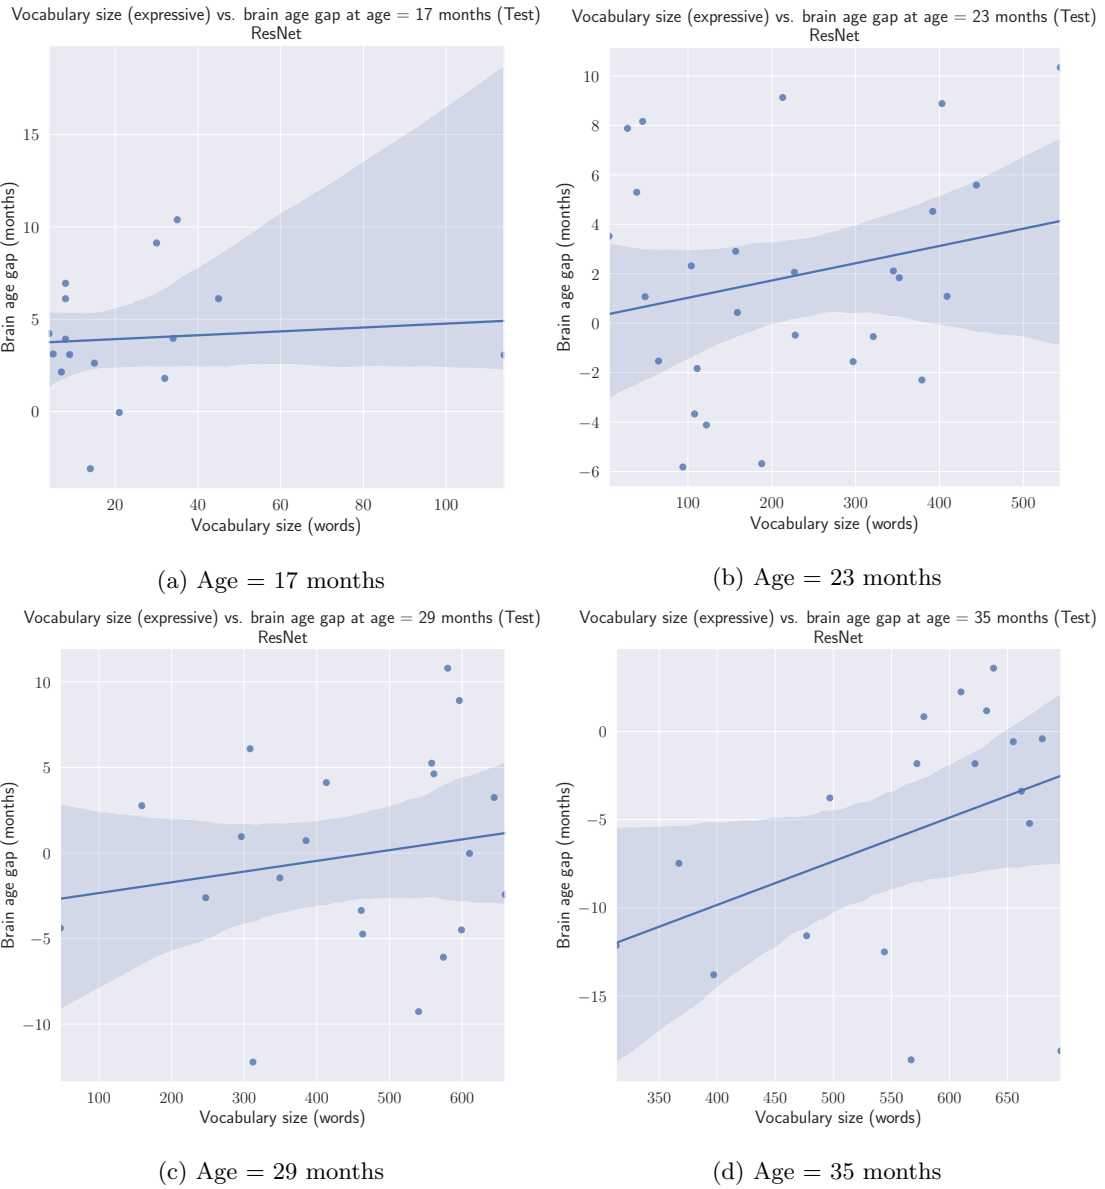 Vocabulary size (expressive) vs. brain age gap at age = 17 months (Test)
ResNet
15
10
5
0
Brain age gap (months)
20 40 60 80 100
Vocabulary size (words)
(a) Age = 17 months
Vocabulary size (expressive) vs. brain age gap at age = 23 months (Test)
ResNet
10
8
6
4
2
0
−2
−4
−6
Brain age gap (months)
100 200 300 400 500
Vocabulary size (words)
(b) Age = 23 months
Vocabulary size (expressive) vs. brain age gap at age = 29 months (Test)
ResNet
10
5
0
−5
−10
Brain age gap (months)
100 200 300 400 500 600
Vocabulary size (words)
(c) Age = 29 months
Vocabulary size (expressive) vs. brain age gap at age = 35 months (Test)
ResNet
0
−5
−10
−15
Brain age gap (months)
350 400 450 500 550 600 650
Vocabulary size (words)
(d) Age = 35 months